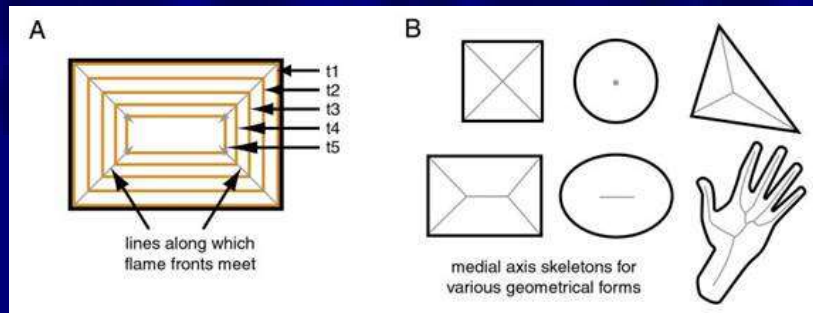 A
t1
t2
t3
t4
t5
lines along which
flame fronts meet
B
medial axis skeletons for
various geometrical forms